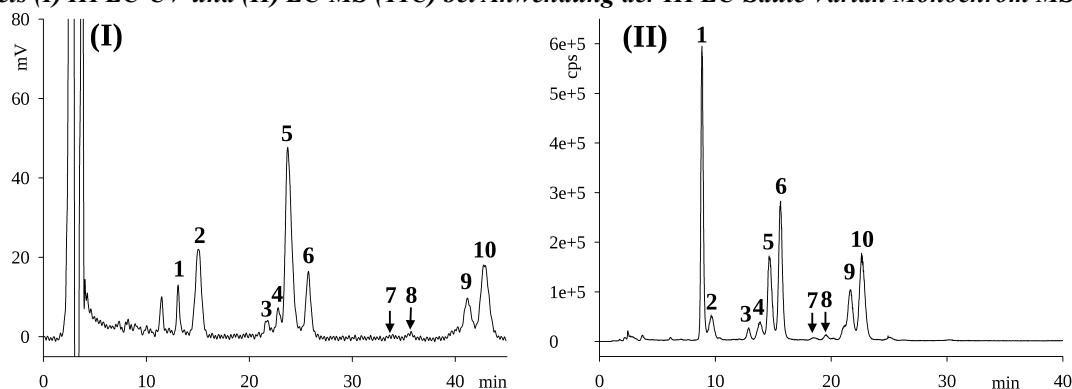 (I) HPLC-UV und (II) LC-MS (TIC) bei Anwendung der HPLC-Säule Varian Monochrom MS
(I)
mV
80
60
40
20
0
1
2
3
4
5
6
7
8
9
10
0 10 20 30 40 min
(II)
cps
6e+5
5e+5
4e+5
3e+5
2e+5
1e+5
0
1
2
3
4
5
6
7
8
9
10
0 10 20 30 min 40